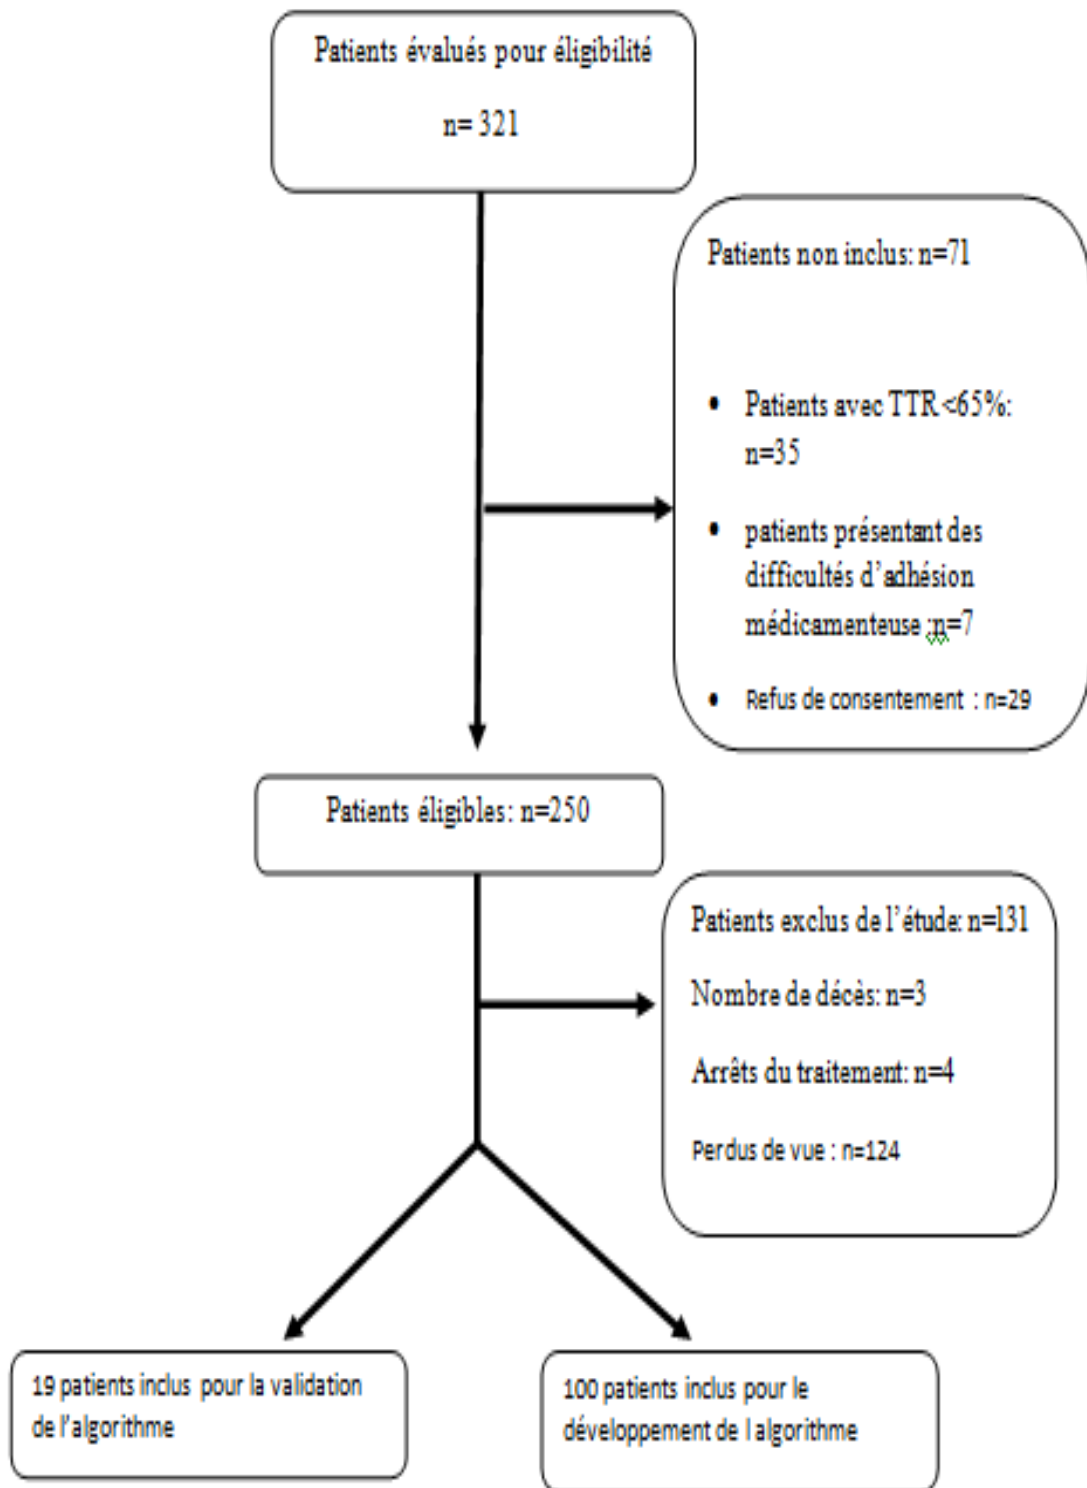 Patients évalués pour éligibilité
n= 321
Patients non inclus: n=71
• Patients avec TTR <65%:
n=35
• patients présentant des
difficultés d’adhésion
médicamenteuse :n=7
• Refus de consentement : n=29
Patients éligibles: n=250
Patients exclus de l’étude: n=131
Nombre de décès: n=3
Arrêts du traitement: n=4
Perdus de vue : n=124
19 patients inclus pour la validation
de l’algorithme
100 patients inclus pour le
développement de l algorithme